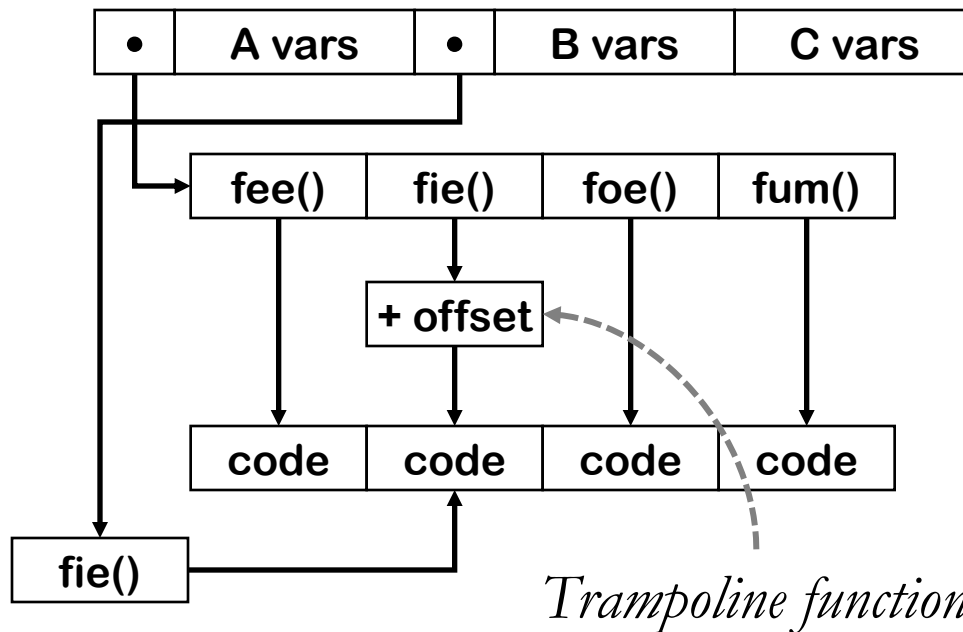 • A vars • B vars C vars
fee() fie() foe() fum()
+ offset
code code code code
fie()
Trampoline function